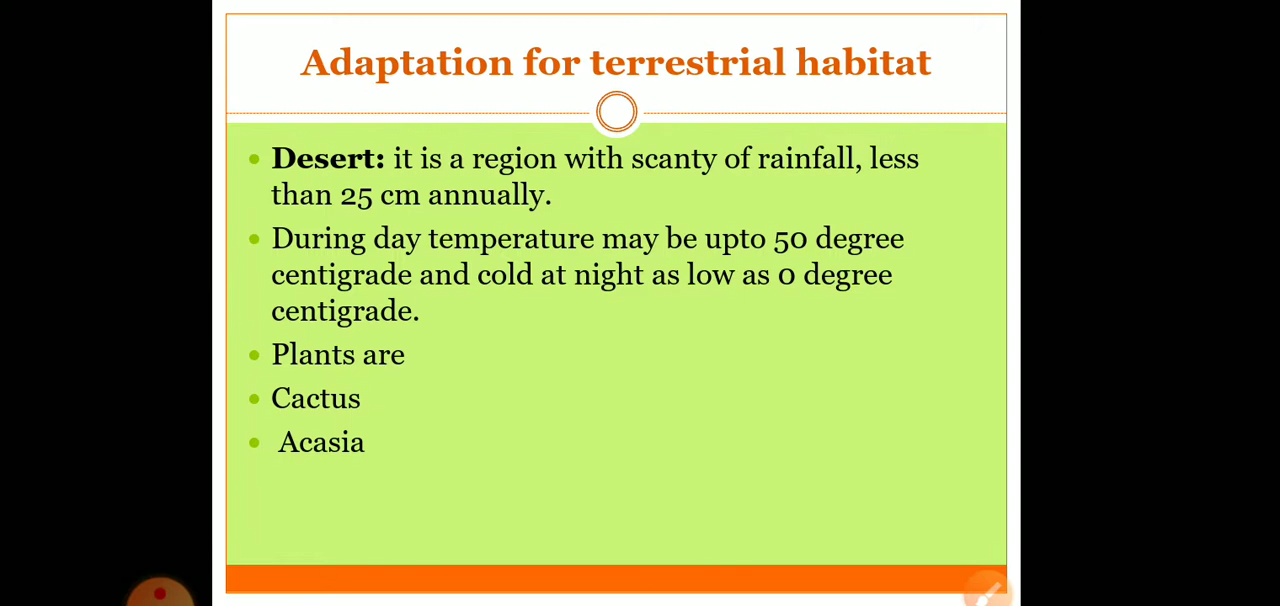 Adaptation for terrestrial habitat
Desert: it is a region with scanty of rainfall, less
than 25 cm annually.
During day temperature may be upto 50 degree
centigrade and cold at night as low as 0 degree
centigrade.
Plants are
Cactus
Acasia